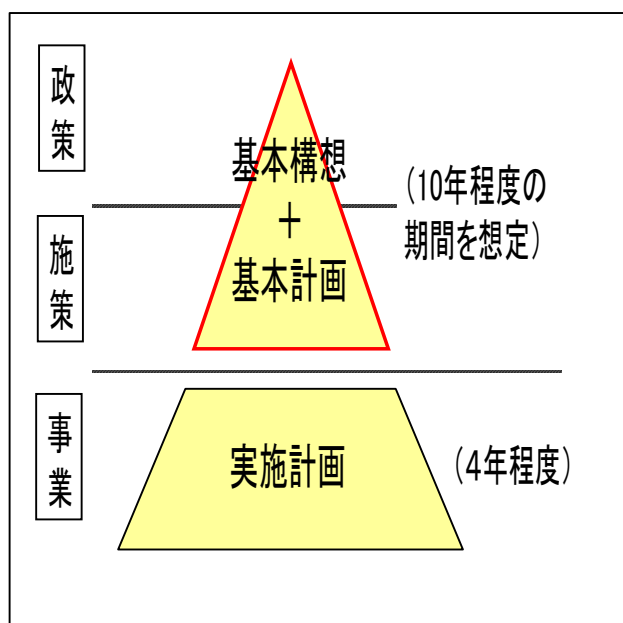 政策
基本構想
＋
基本計画
（10年程度の
期間を想定）
施策
事業
実施計画
（4年程度）